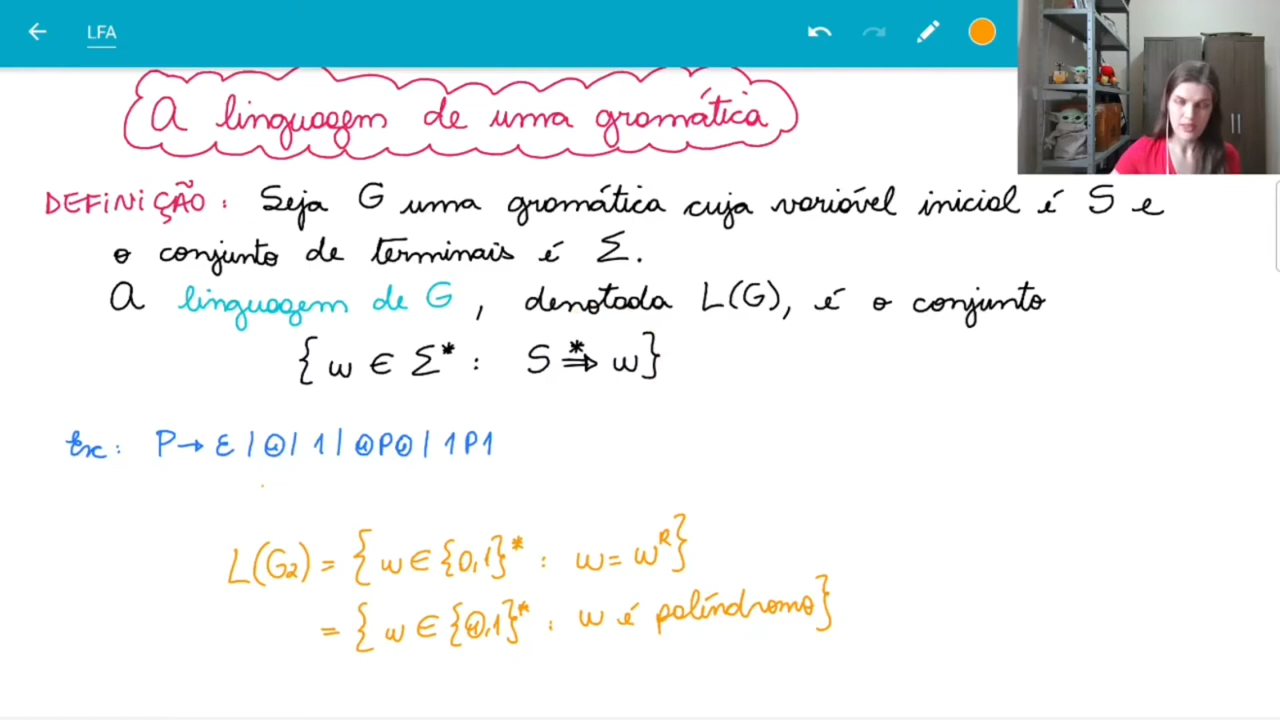 LFA
A linguagem de uma gramática
DEFINIÇÃO: Seja G uma gramática cuja variável inicial é S e
o conjunto de terminais é Σ.
A linguagem de G, denotada L(G), é o conjunto
{ w ∈ Σ* : S ⇒* w }
Ex: P → ε | 0 | 1 | 0P0 | 1P1
L(G₂) = { w ∈ {0,1}* : w = wᴿ }
= { w ∈ {0,1}* : w é palíndromo }